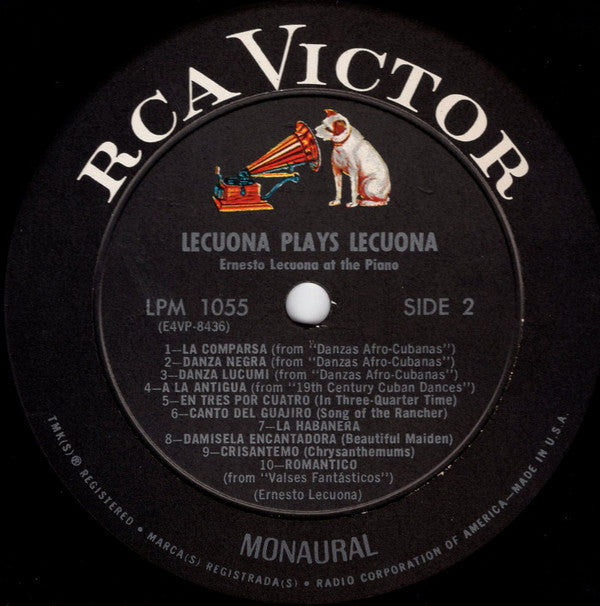 RCA VICTOR
LECUONA PLAYS LECUONA
Ernesto Lecuona at the Piano
LPM 1055
(E4VP-8436)
SIDE 2
1—LA COMPARSA (from "Danzas Afro-Cubanas")
2—DANZA NEGRA (from "Danzas Afro-Cubanas")
3—DANZA LUCUMI (from "Danzas Afro-Cubanas")
4—A LA ANTIGUA (from "19th Century Cuban Dances")
5—EN TRES POR CUATRO (In Three-Quarter Time)
6—CANTO DEL GUAJIRO (Song of the Rancher)
7—LA HABANERA
8—DAMISELA ENCANTADORA (Beautiful Maiden)
9—CRISANTEMO (Chrysanthemums)
10—ROMANTICO
(from "Valses Fantásticos")
(Ernesto Lecuona)
MONAURAL
TMK(S) ® REGISTERED • MARCA(S) REGISTRADA(S) • RADIO CORPORATION OF AMERICA—MADE IN U.S.A.